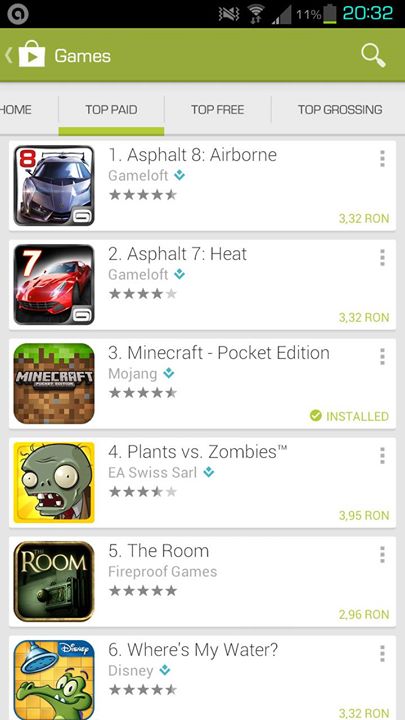 11% 20:32
Games
HOME TOP PAID TOP FREE TOP GROSSING
8
1. Asphalt 8: Airborne
Gameloft
3,32 RON
7
2. Asphalt 7: Heat
Gameloft
3,32 RON
MINECRAFT
POCKET EDITION
3. Minecraft - Pocket Edition
Mojang
INSTALLED
4. Plants vs. Zombies™
EA Swiss Sarl
3,95 RON
THE
ROOM
5. The Room
Fireproof Games
2,96 RON
Disney
6. Where's My Water?
Disney
3,32 RON